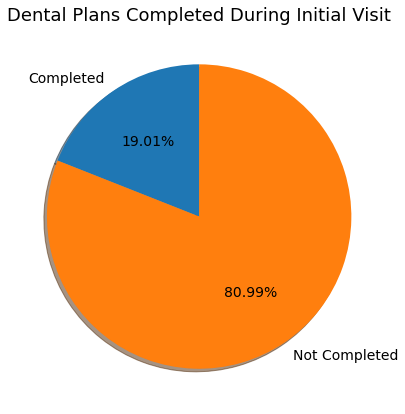 Dental Plans Completed During Initial Visit
Completed
19.01%
80.99%
Not Completed